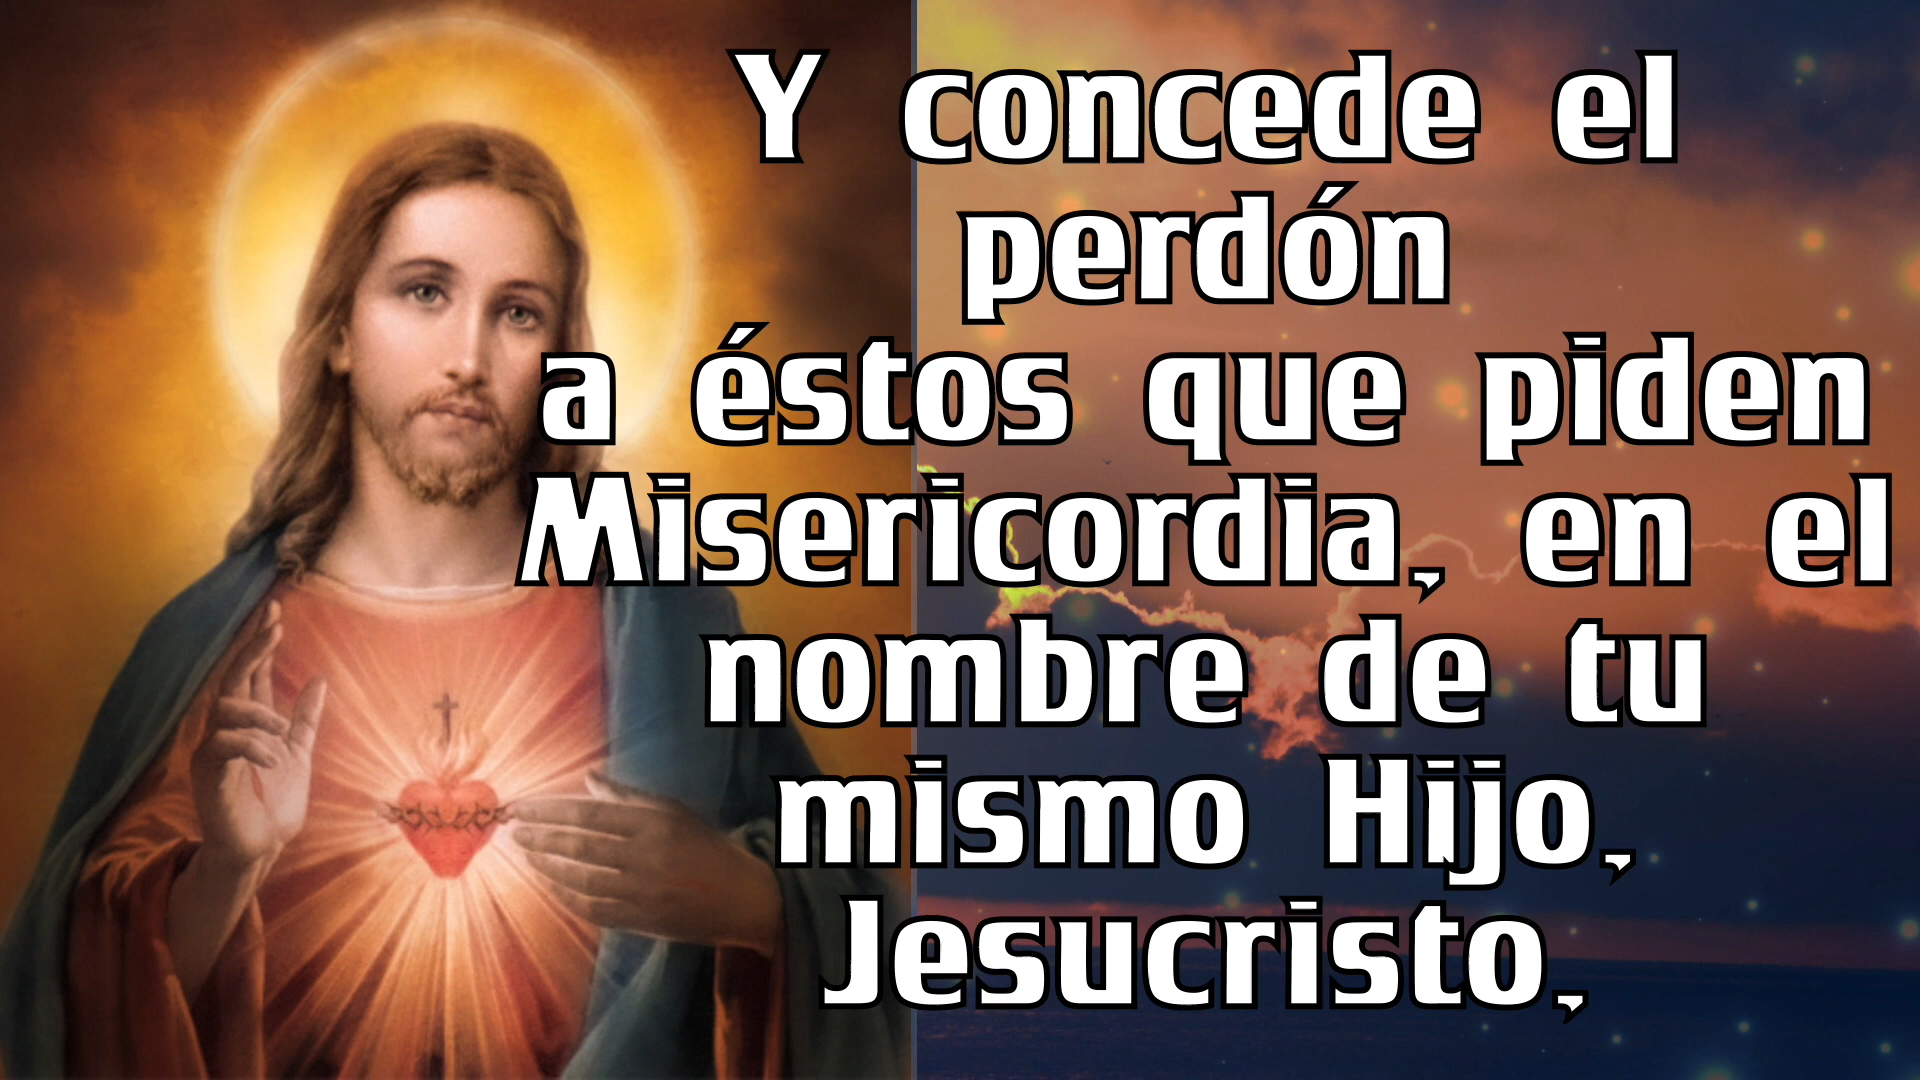 Y concede el
perdón
a éstos que piden
Misericordia, en el
nombre de tu
mismo Hijo,
Jesucristo,